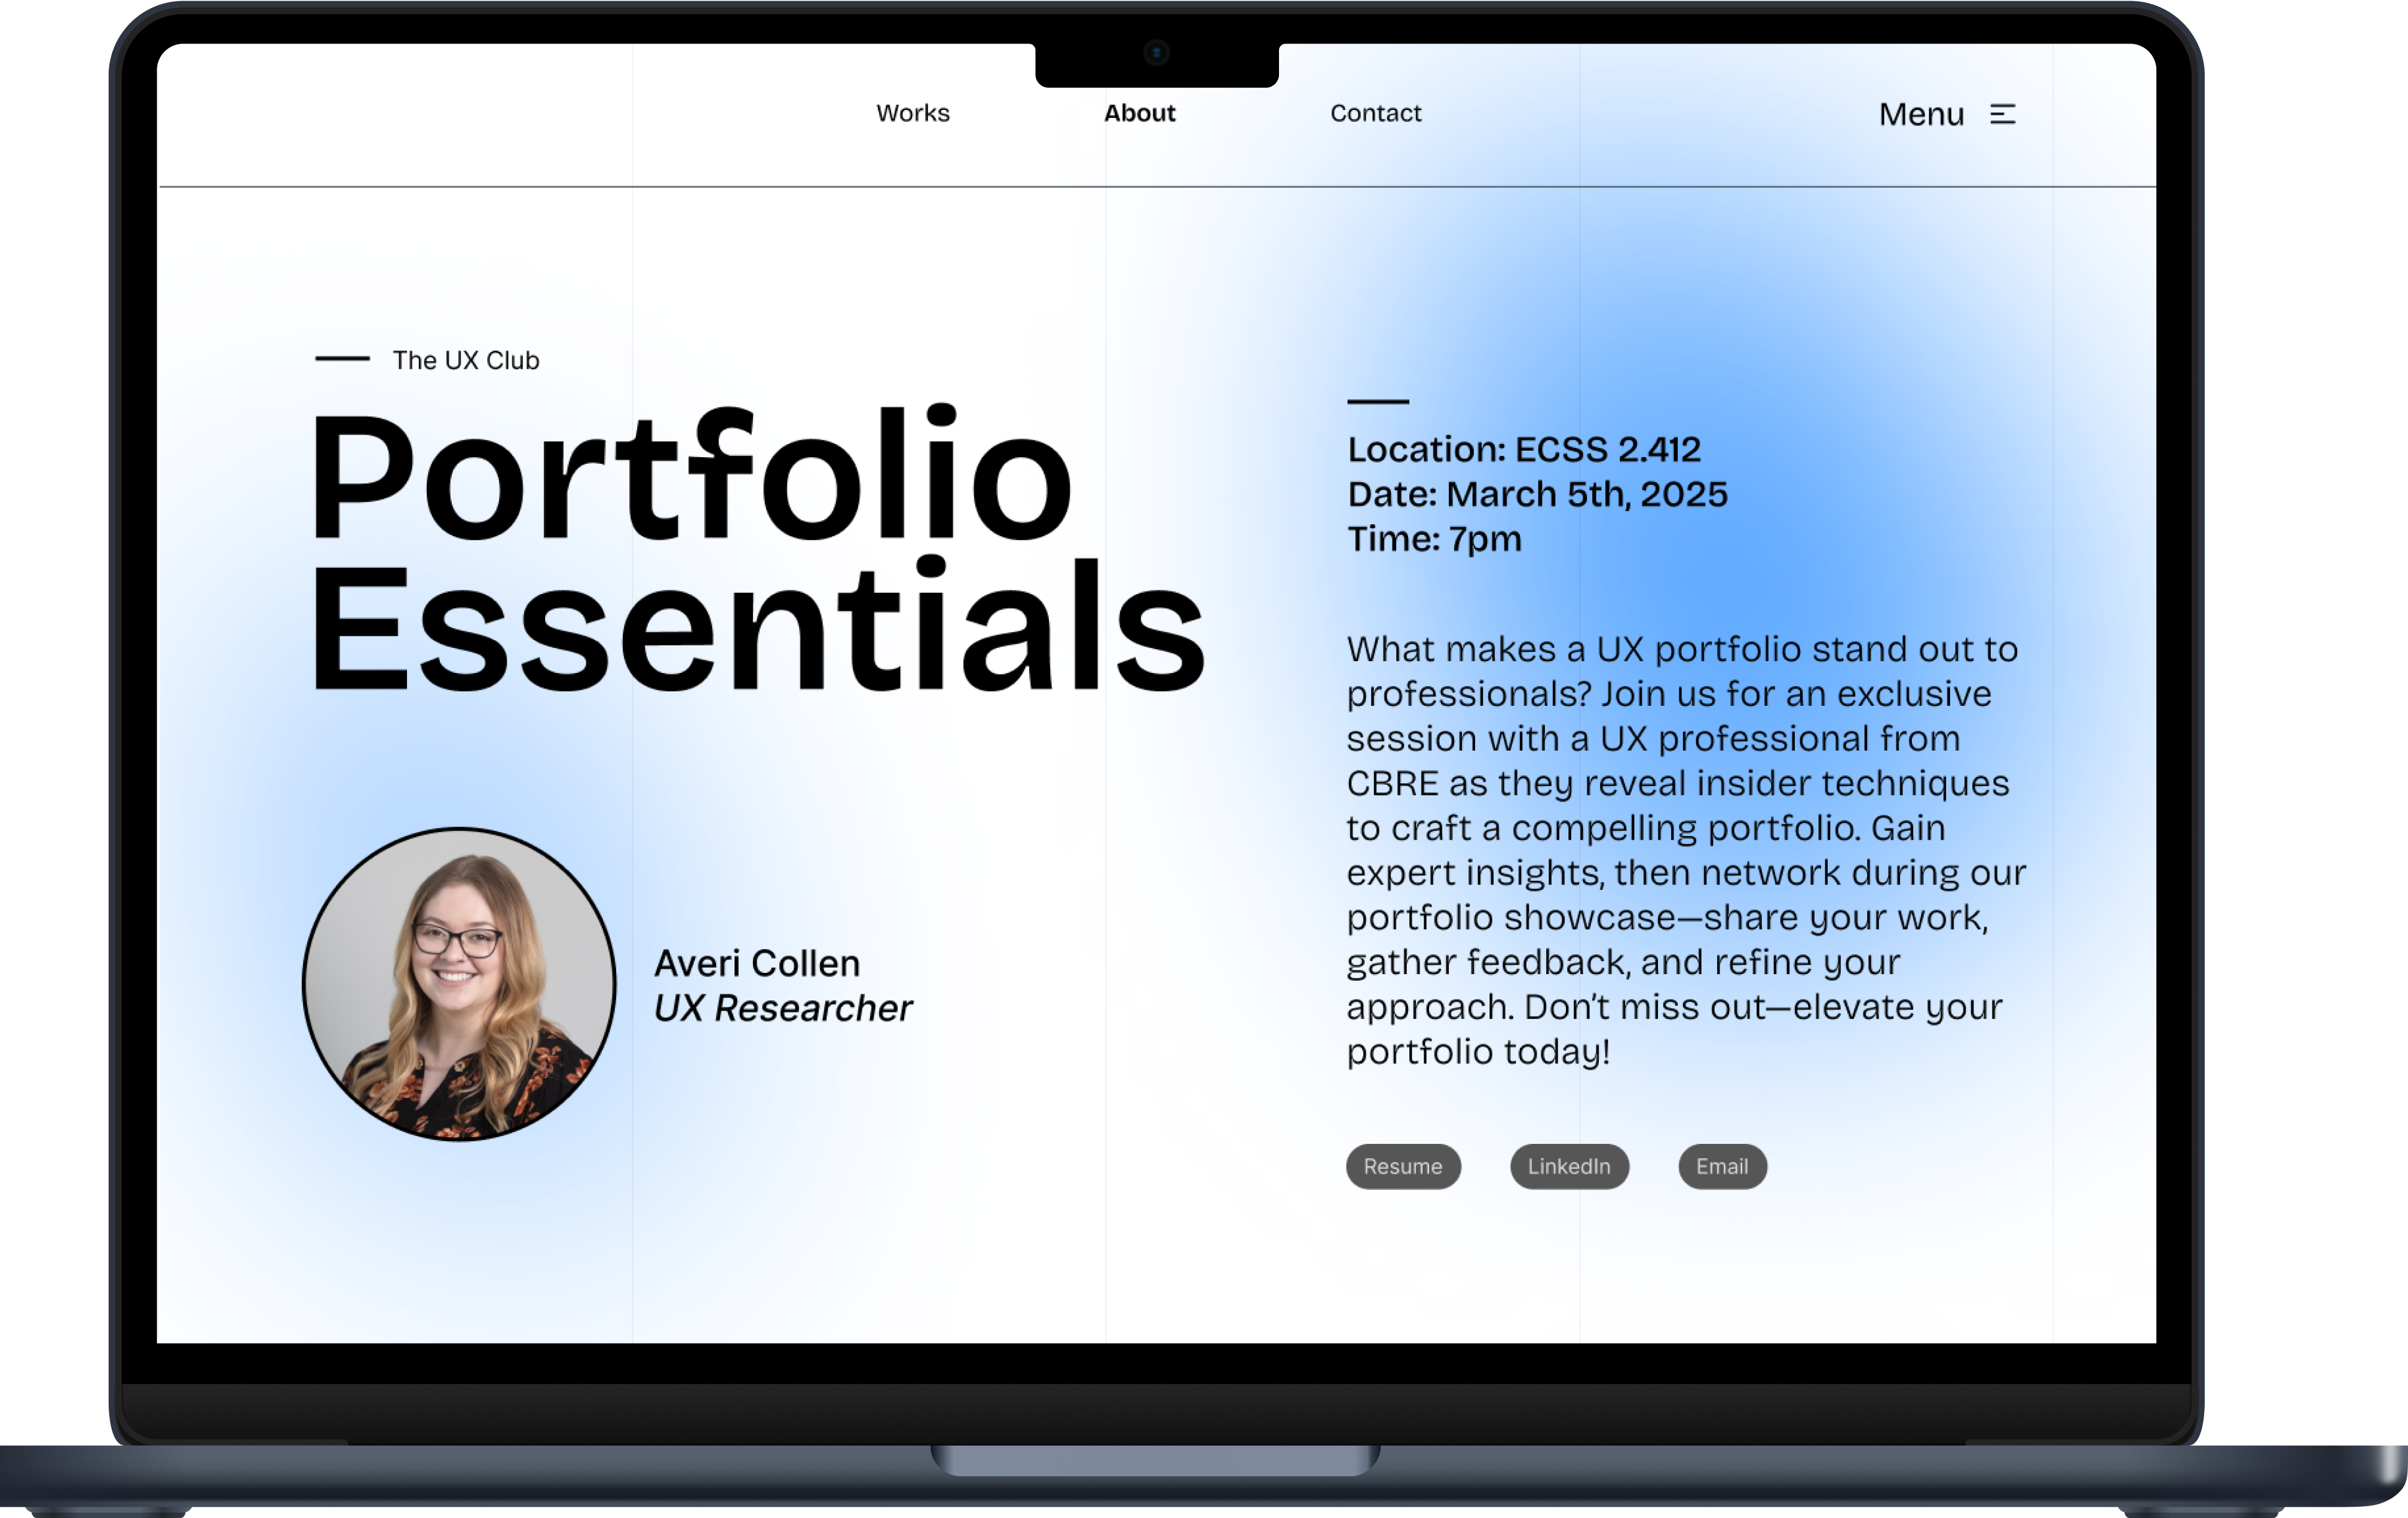 Works
About
Contact
Menu
The UX Club
Portfolio
Essentials
Averi Collen
UX Researcher
Location: ECSS 2.412
Date: March 5th, 2025
Time: 7pm
What makes a UX portfolio stand out to
professionals? Join us for an exclusive
session with a UX professional from
CBRE as they reveal insider techniques
to craft a compelling portfolio. Gain
expert insights, then network during our
portfolio showcase—share your work,
gather feedback, and refine your
approach. Don’t miss out—elevate your
portfolio today!
Resume
LinkedIn
Email